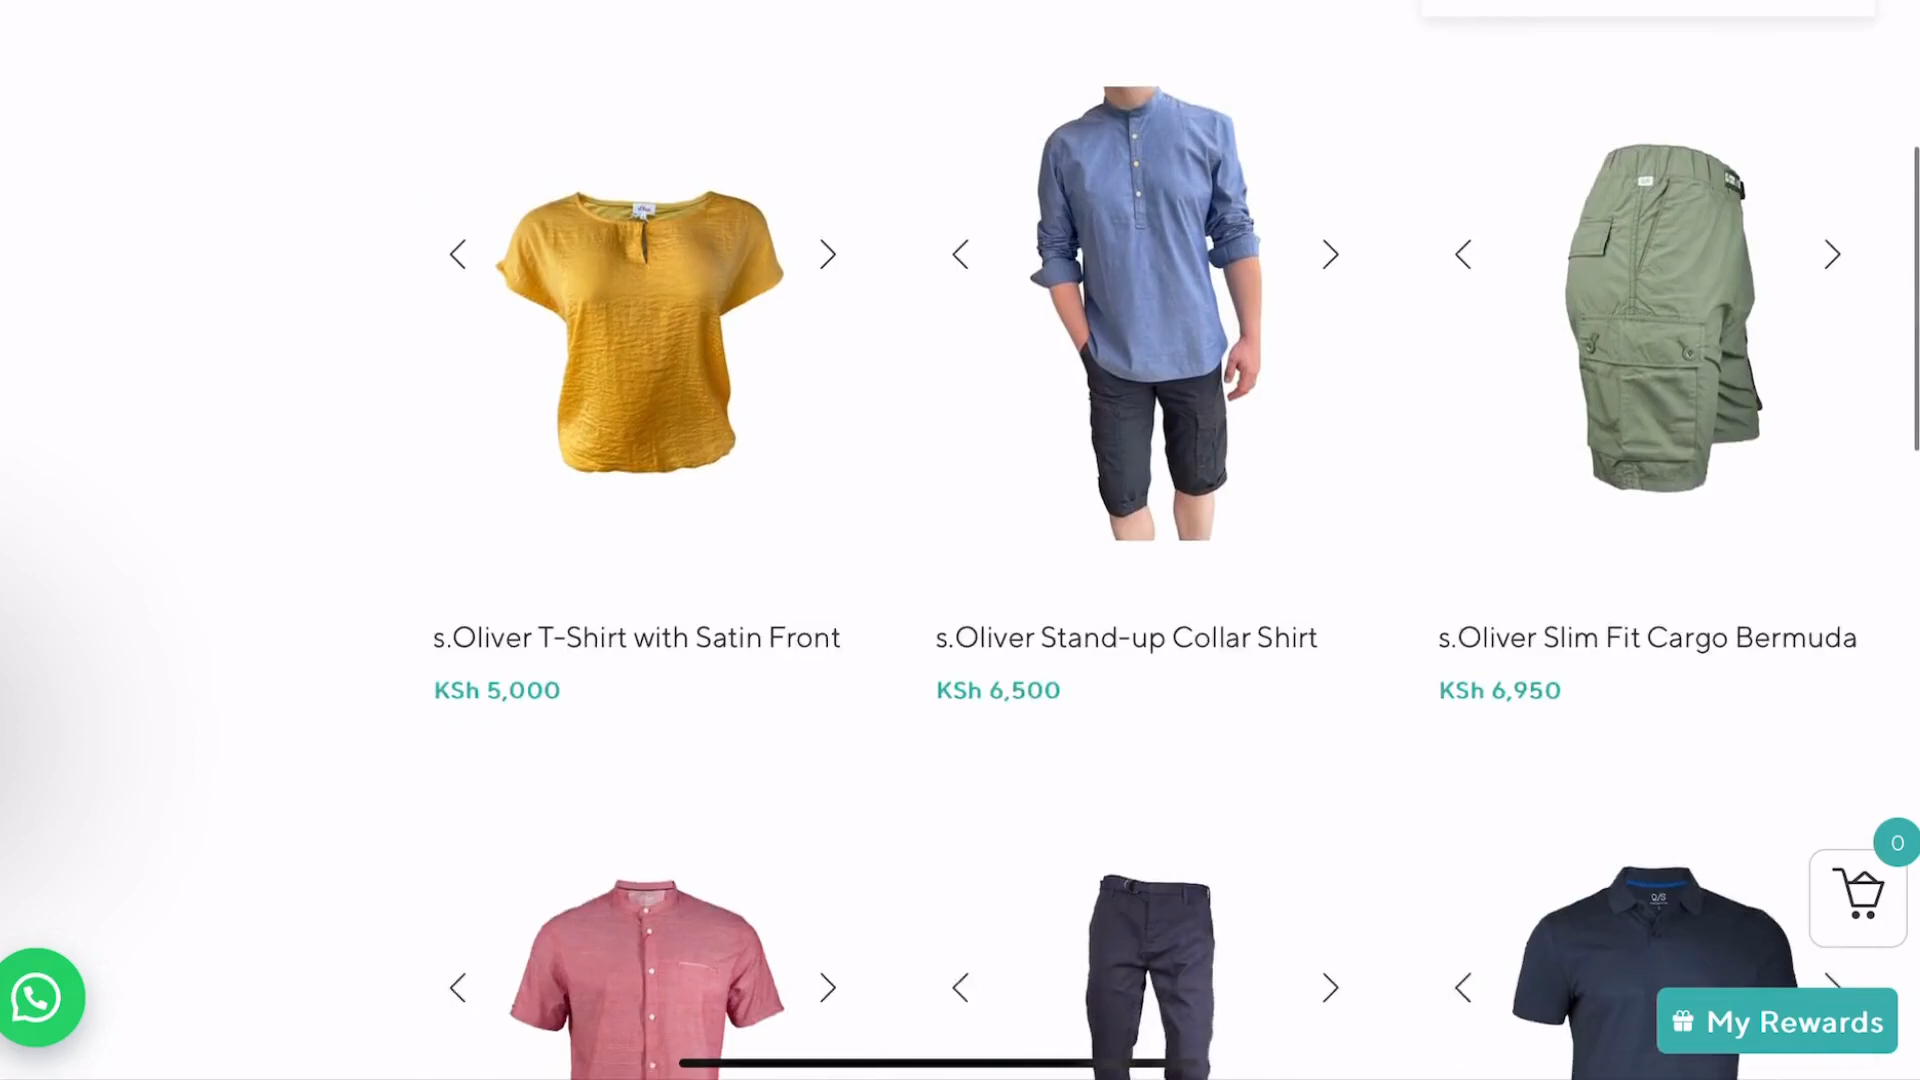 s.Oliver T-Shirt with Satin Front
KSh 5,000
s.Oliver Stand-up Collar Shirt
KSh 6,500
s.Oliver Slim Fit Cargo Bermuda
KSh 6,950
0
Q/S
My Rewards